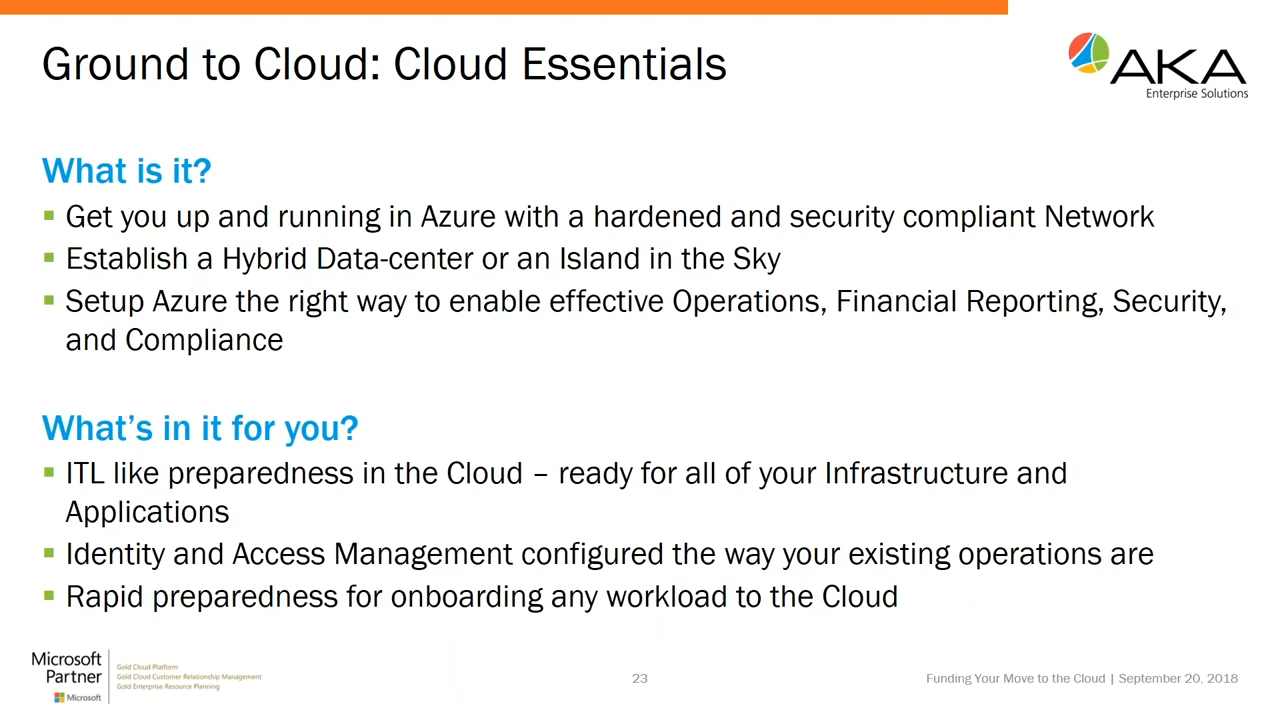 Ground to Cloud: Cloud Essentials
AKA
Enterprise Solutions
What is it?
Get you up and running in Azure with a hardened and security compliant Network
Establish a Hybrid Data-center or an Island in the Sky
Setup Azure the right way to enable effective Operations, Financial Reporting, Security,
and Compliance
What's in it for you?
ITL like preparedness in the Cloud – ready for all of your Infrastructure and
Applications
Identity and Access Management configured the way your existing operations are
Rapid preparedness for onboarding any workload to the Cloud
Microsoft
Partner
Microsoft
Gold Cloud Platform
Gold Cloud Customer Relationship Management
Gold Enterprise Resource Planning
23
Funding Your Move to the Cloud | September 20, 2018